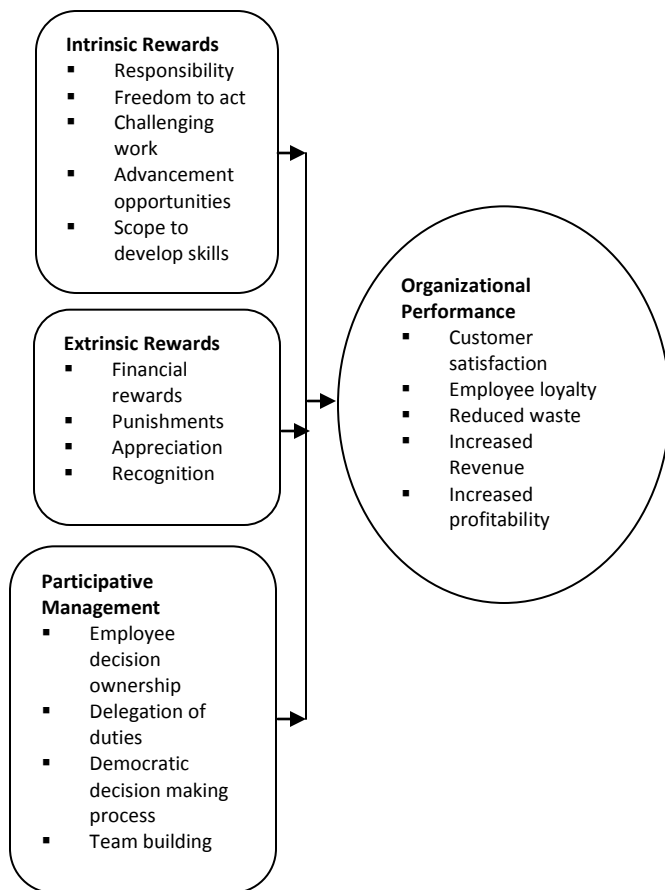 Intrinsic Rewards
▪ Responsibility
▪ Freedom to act
▪ Challenging
work
▪ Advancement
opportunities
▪ Scope to
develop skills
Extrinsic Rewards
▪ Financial
rewards
▪ Punishments
▪ Appreciation
▪ Recognition
Participative
Management
▪ Employee
decision
ownership
▪ Delegation of
duties
▪ Democratic
decision making
process
▪ Team building
Organizational
Performance
▪ Customer
satisfaction
▪ Employee loyalty
▪ Reduced waste
▪ Increased
Revenue
▪ Increased
profitability